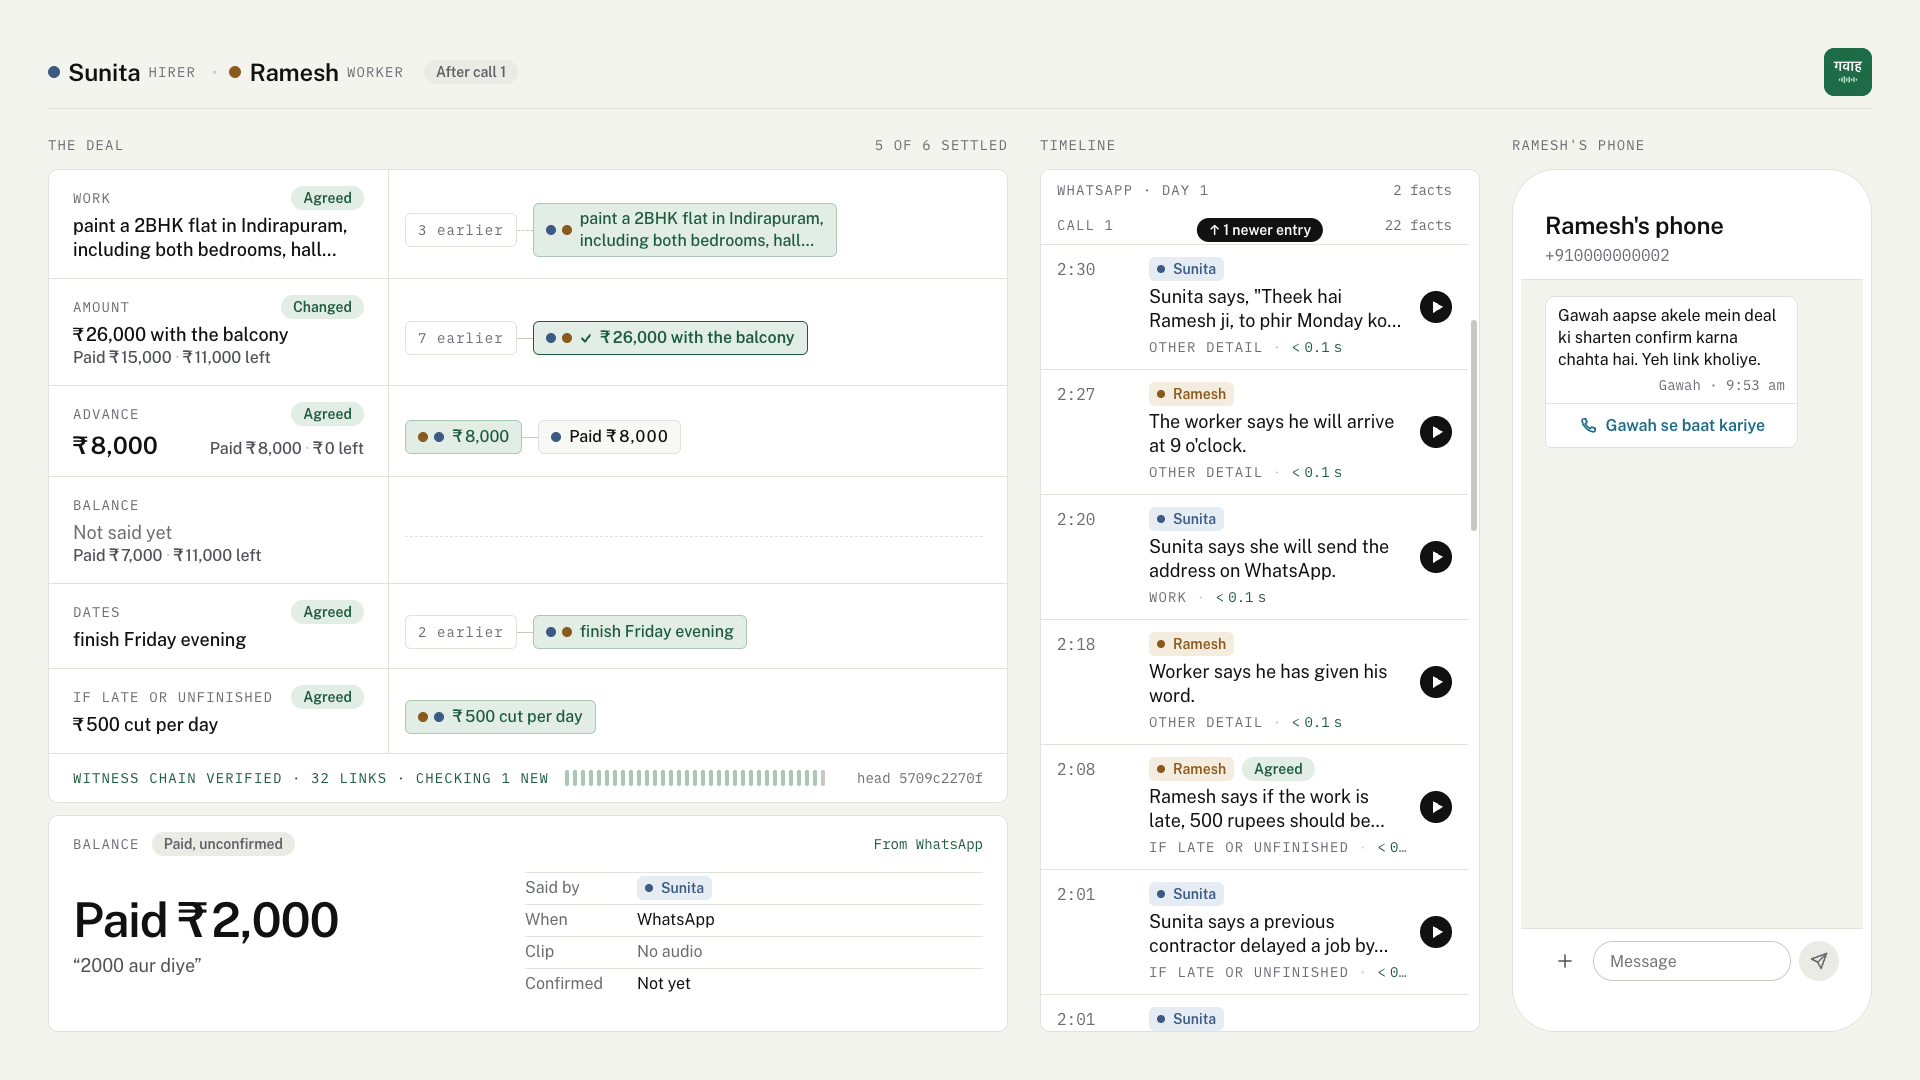 Sunita HIRER · Ramesh WORKER After call 1
गवाह
THE DEAL 5 OF 6 SETTLED
WORK Agreed
paint a 2BHK flat in Indirapuram,
including both bedrooms, hall...
3 earlier
paint a 2BHK flat in Indirapuram,
including both bedrooms, hall...
AMOUNT Changed
₹26,000 with the balcony
Paid ₹15,000 · ₹11,000 left
7 earlier
✓ ₹26,000 with the balcony
ADVANCE Agreed
₹8,000 Paid ₹8,000 · ₹0 left
₹8,000
Paid ₹8,000
BALANCE
Not said yet
Paid ₹7,000 · ₹11,000 left
DATES Agreed
finish Friday evening
2 earlier
finish Friday evening
IF LATE OR UNFINISHED Agreed
₹500 cut per day
₹500 cut per day
WITNESS CHAIN VERIFIED · 32 LINKS · CHECKING 1 NEW head 5709c2270f
BALANCE Paid, unconfirmed From WhatsApp
Paid ₹2,000
“2000 aur diye”
Said by Sunita
When WhatsApp
Clip No audio
Confirmed Not yet
TIMELINE
WHATSAPP · DAY 1 2 facts
CALL 1 22 facts
↑ 1 newer entry
2:30 Sunita
Sunita says, "Theek hai
Ramesh ji, to phir Monday ko...
OTHER DETAIL · <0.1 s
2:27 Ramesh
The worker says he will arrive
at 9 o'clock.
OTHER DETAIL · <0.1 s
2:20 Sunita
Sunita says she will send the
address on WhatsApp.
WORK · <0.1 s
2:18 Ramesh
Worker says he has given his
word.
OTHER DETAIL · <0.1 s
2:08 Ramesh Agreed
Ramesh says if the work is
late, 500 rupees should be...
IF LATE OR UNFINISHED · <0...
2:01 Sunita
Sunita says a previous
contractor delayed a job by...
IF LATE OR UNFINISHED · <0...
2:01 Sunita
RAMESH'S PHONE
Ramesh's phone
+910000000002
Gawah aapse akele mein deal
ki sharten confirm karna
chahta hai. Yeh link kholiye.
Gawah · 9:53 am
Gawah se baat kariye
+ Message